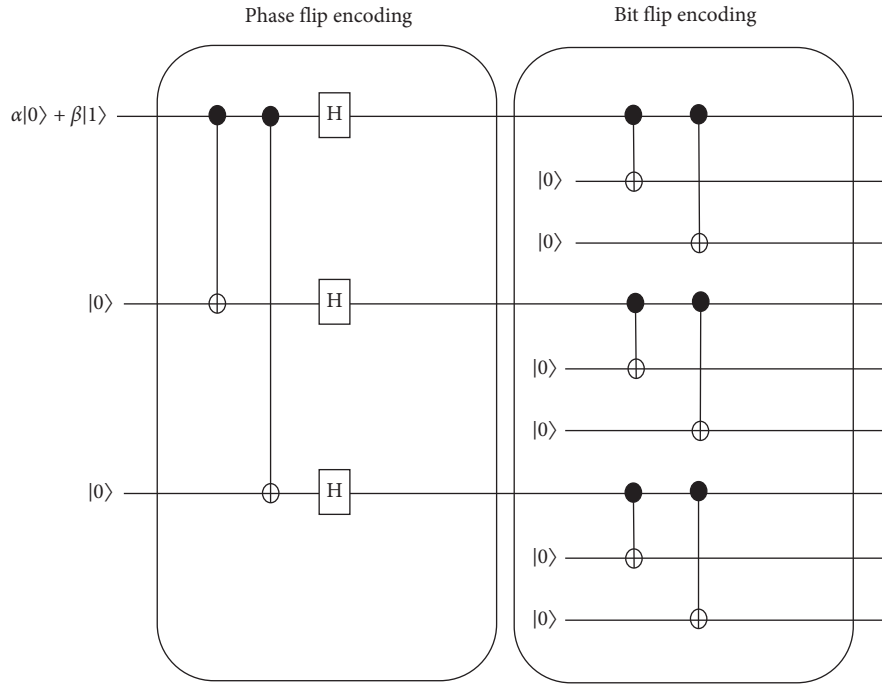 Phase flip encoding
Bit flip encoding
α|0⟩ + β|1⟩
H
|0⟩
|0⟩
|0⟩
H
|0⟩
|0⟩
|0⟩
H
|0⟩
|0⟩